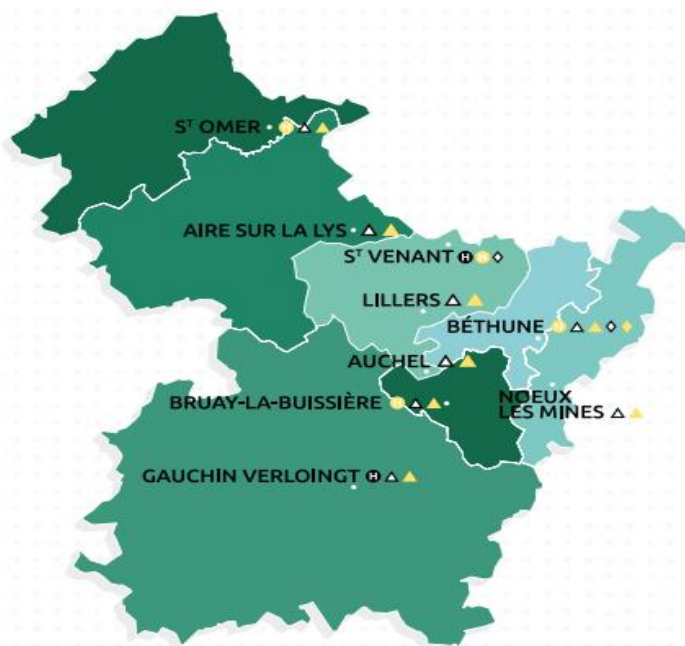 Sᵀ OMER
AIRE SUR LA LYS
Sᵀ VENANT H H
LILLERS
BÉTHUNE H
AUCHEL
BRUAY-LA-BUISSIÈRE H
NOEUX
LES MINES
GAUCHIN VERLOINGT H